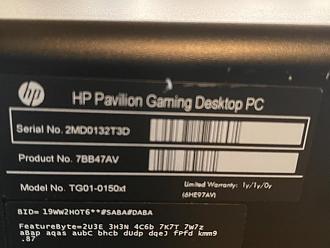 hp HP Pavilion Gaming Desktop PC
Serial No. 2MD0132T3D
Product No. 7BB47AV
Limited Warranty: 1y/1y/0y
Model No. TG01-0150xt (6HE97AV)
BID= 19WW2HOT6**#SABA#DABA
FeatureByte=2U3E 3H3N 4C6b 7K7T 7W7z
aBap aqas aubC bhcb dUdp dqeJ fPfd kmm9
.87